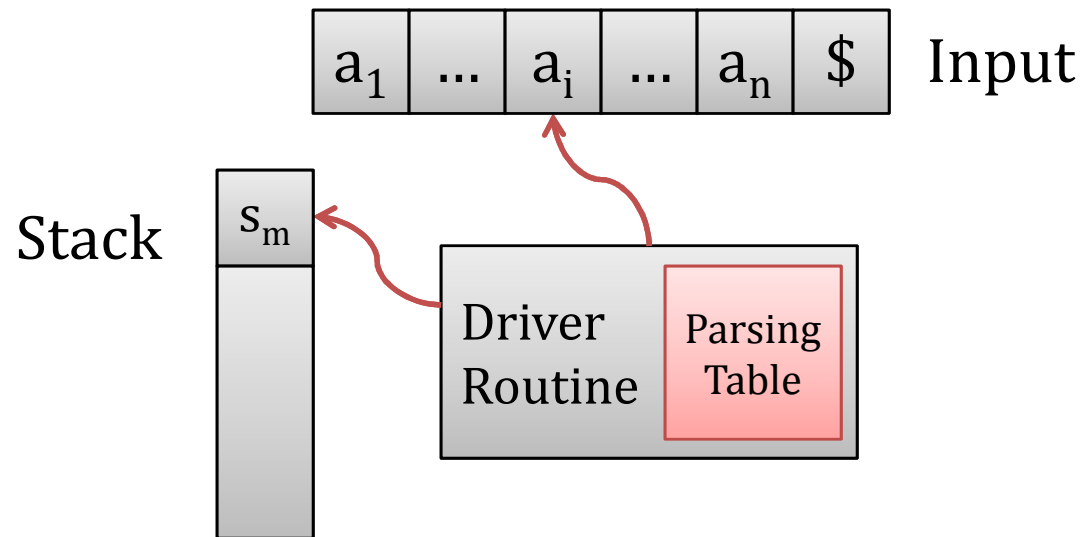 a1 ... ai ... an $ Input
Stack sm
Driver
Routine
Parsing
Table